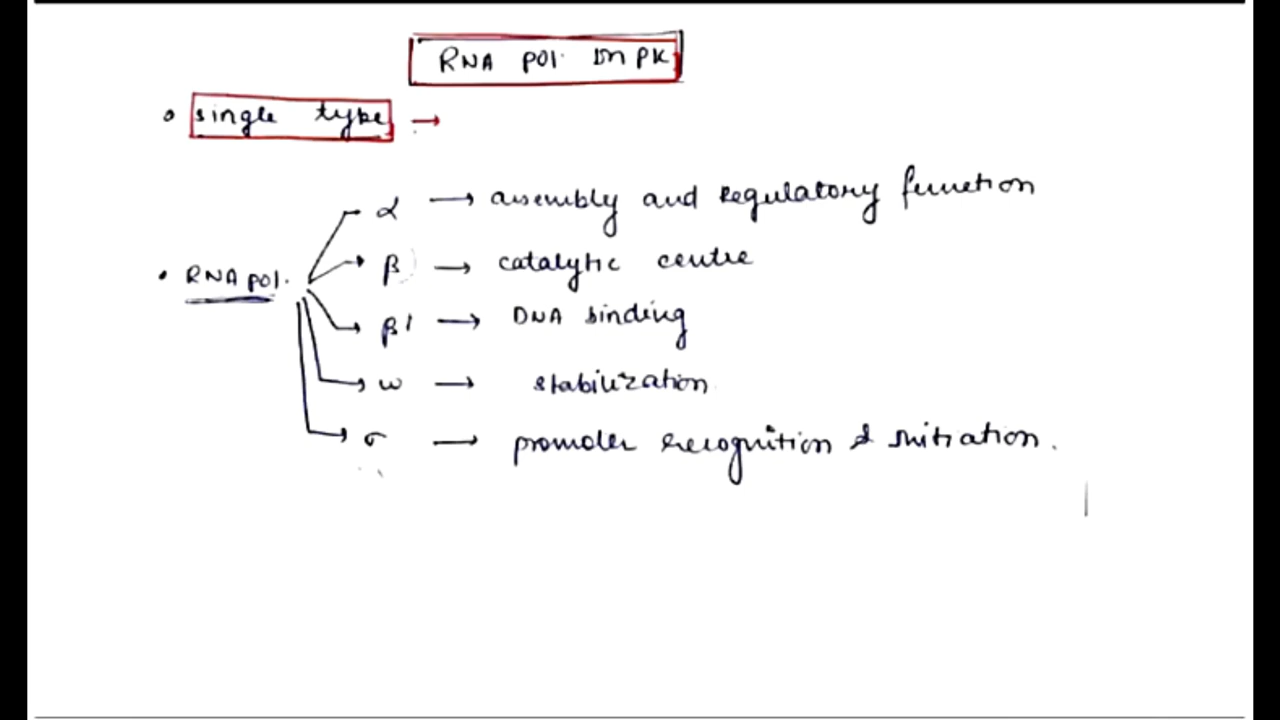 RNA pol. in PK
• single type →
α → assembly and regulatory function
β → catalytic centre
• RNA pol.
β' → DNA binding
ω → stabilization
σ → promoter recognition & initiation.